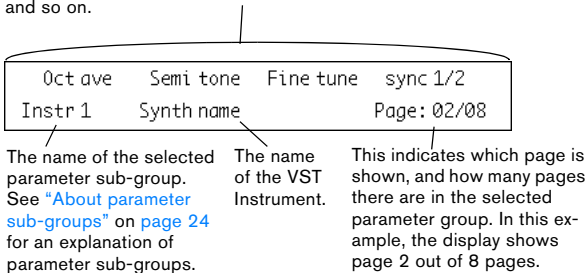 and so on.
Oct ave Semi tone Fine tune sync 1/2
Instr 1 Synth name Page: 02/08
The name of the selected
parameter sub-group.
See “About parameter
sub-groups” on page 24
for an explanation of
parameter sub-groups.
The name
of the VST
Instrument.
This indicates which page is
shown, and how many pages
there are in the selected
parameter group. In this ex-
ample, the display shows
page 2 out of 8 pages.